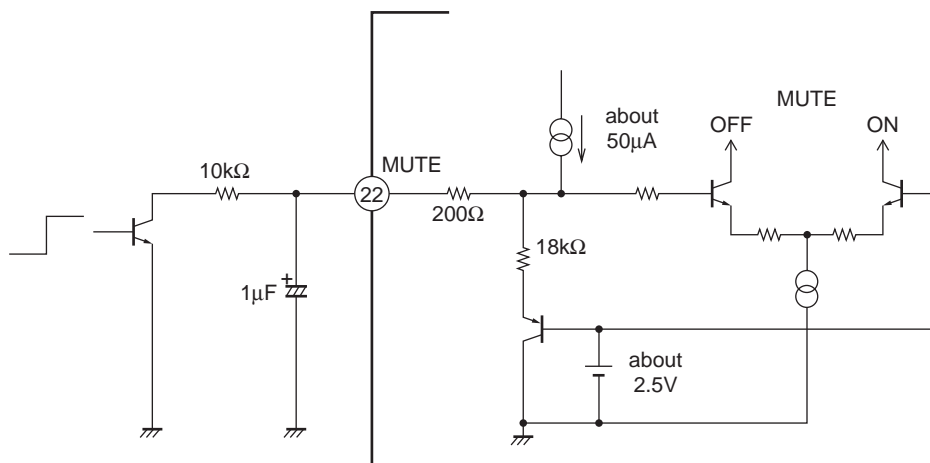 MUTE
about
50μA
OFF
ON
10kΩ
MUTE
22
200Ω
18kΩ
+
1μF
about
2.5V